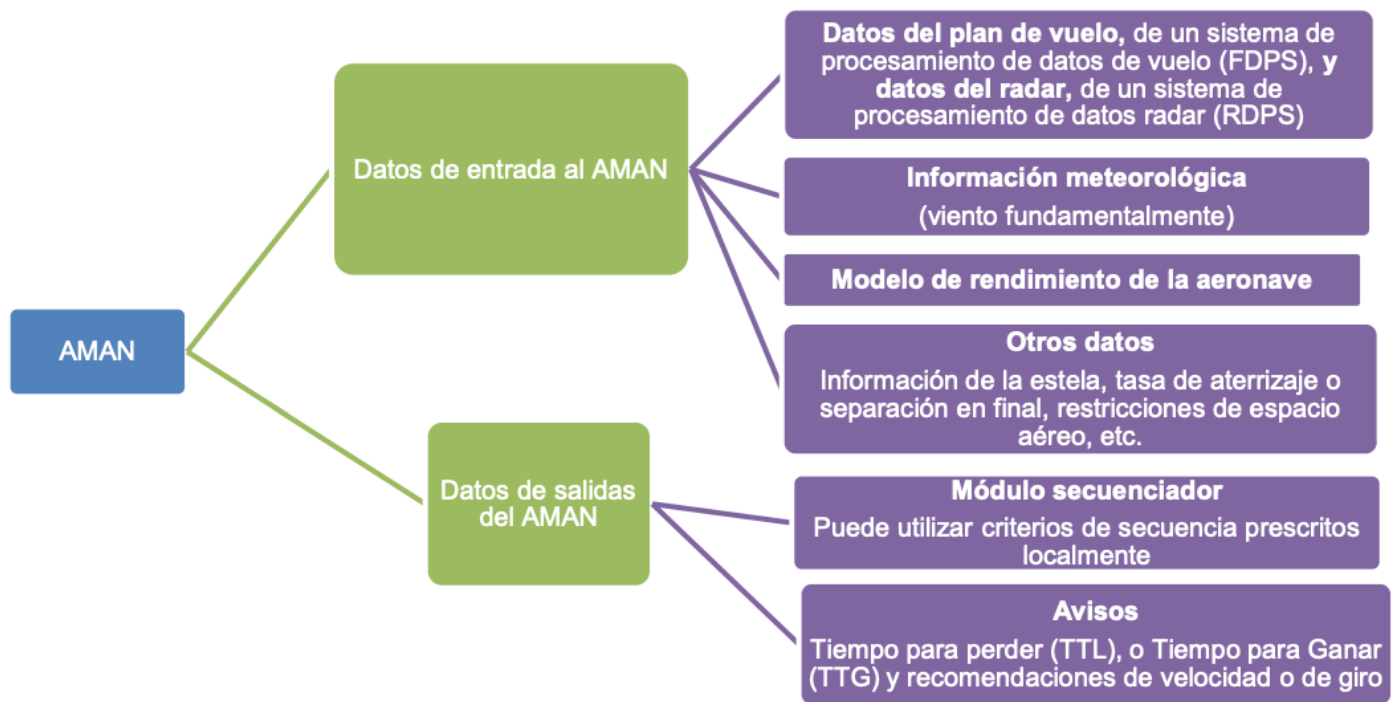 Datos del plan de vuelo, de un sistema de
procesamiento de datos de vuelo (FDPS), y
datos del radar, de un sistema de
procesamiento de datos radar (RDPS)
Datos de entrada al AMAN
Información meteorológica
(viento fundamentalmente)
Modelo de rendimiento de la aeronave
Otros datos
Información de la estela, tasa de aterrizaje o
separación en final, restricciones de espacio
aéreo, etc.
AMAN
Datos de salidas
del AMAN
Módulo secuenciador
Puede utilizar criterios de secuencia prescritos
localmente
Avisos
Tiempo para perder (TTL), o Tiempo para Ganar
(TTG) y recomendaciones de velocidad o de giro